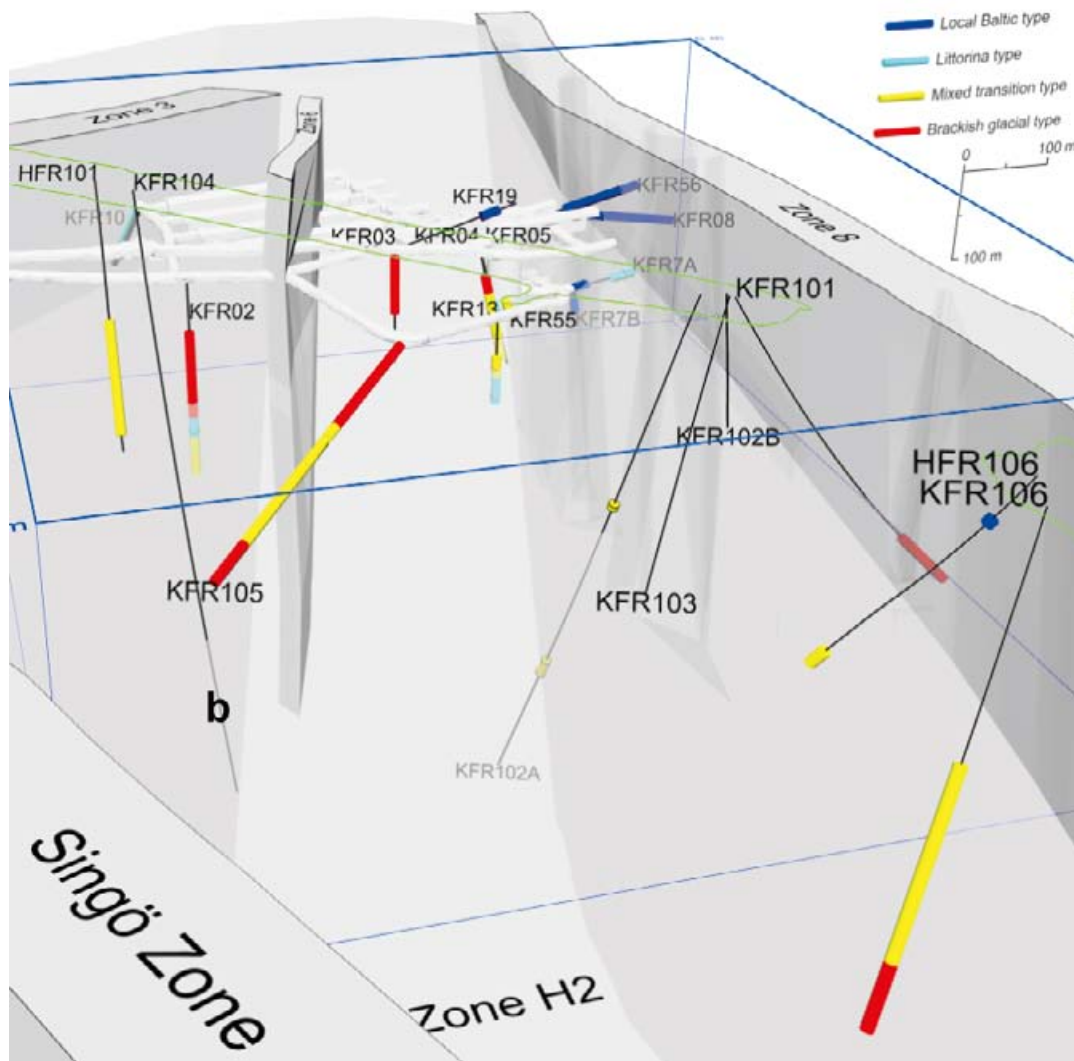 Local Baltic type
Littorina type
Mixed transition type
Brackish glacial type
0 100 m
100 m
Zone 3
HFR101
KFR104
KFR10
KFR19
KFR56
KFR08
KFR03
KFR04
KFR05
KFR7A
Zone 6
KFR101
KFR02
KFR13
KFR55
KFR7B
KFR102B
HFR106
KFR106
KFR105
KFR103
b
KFR102A
Singö Zone
Zone H2